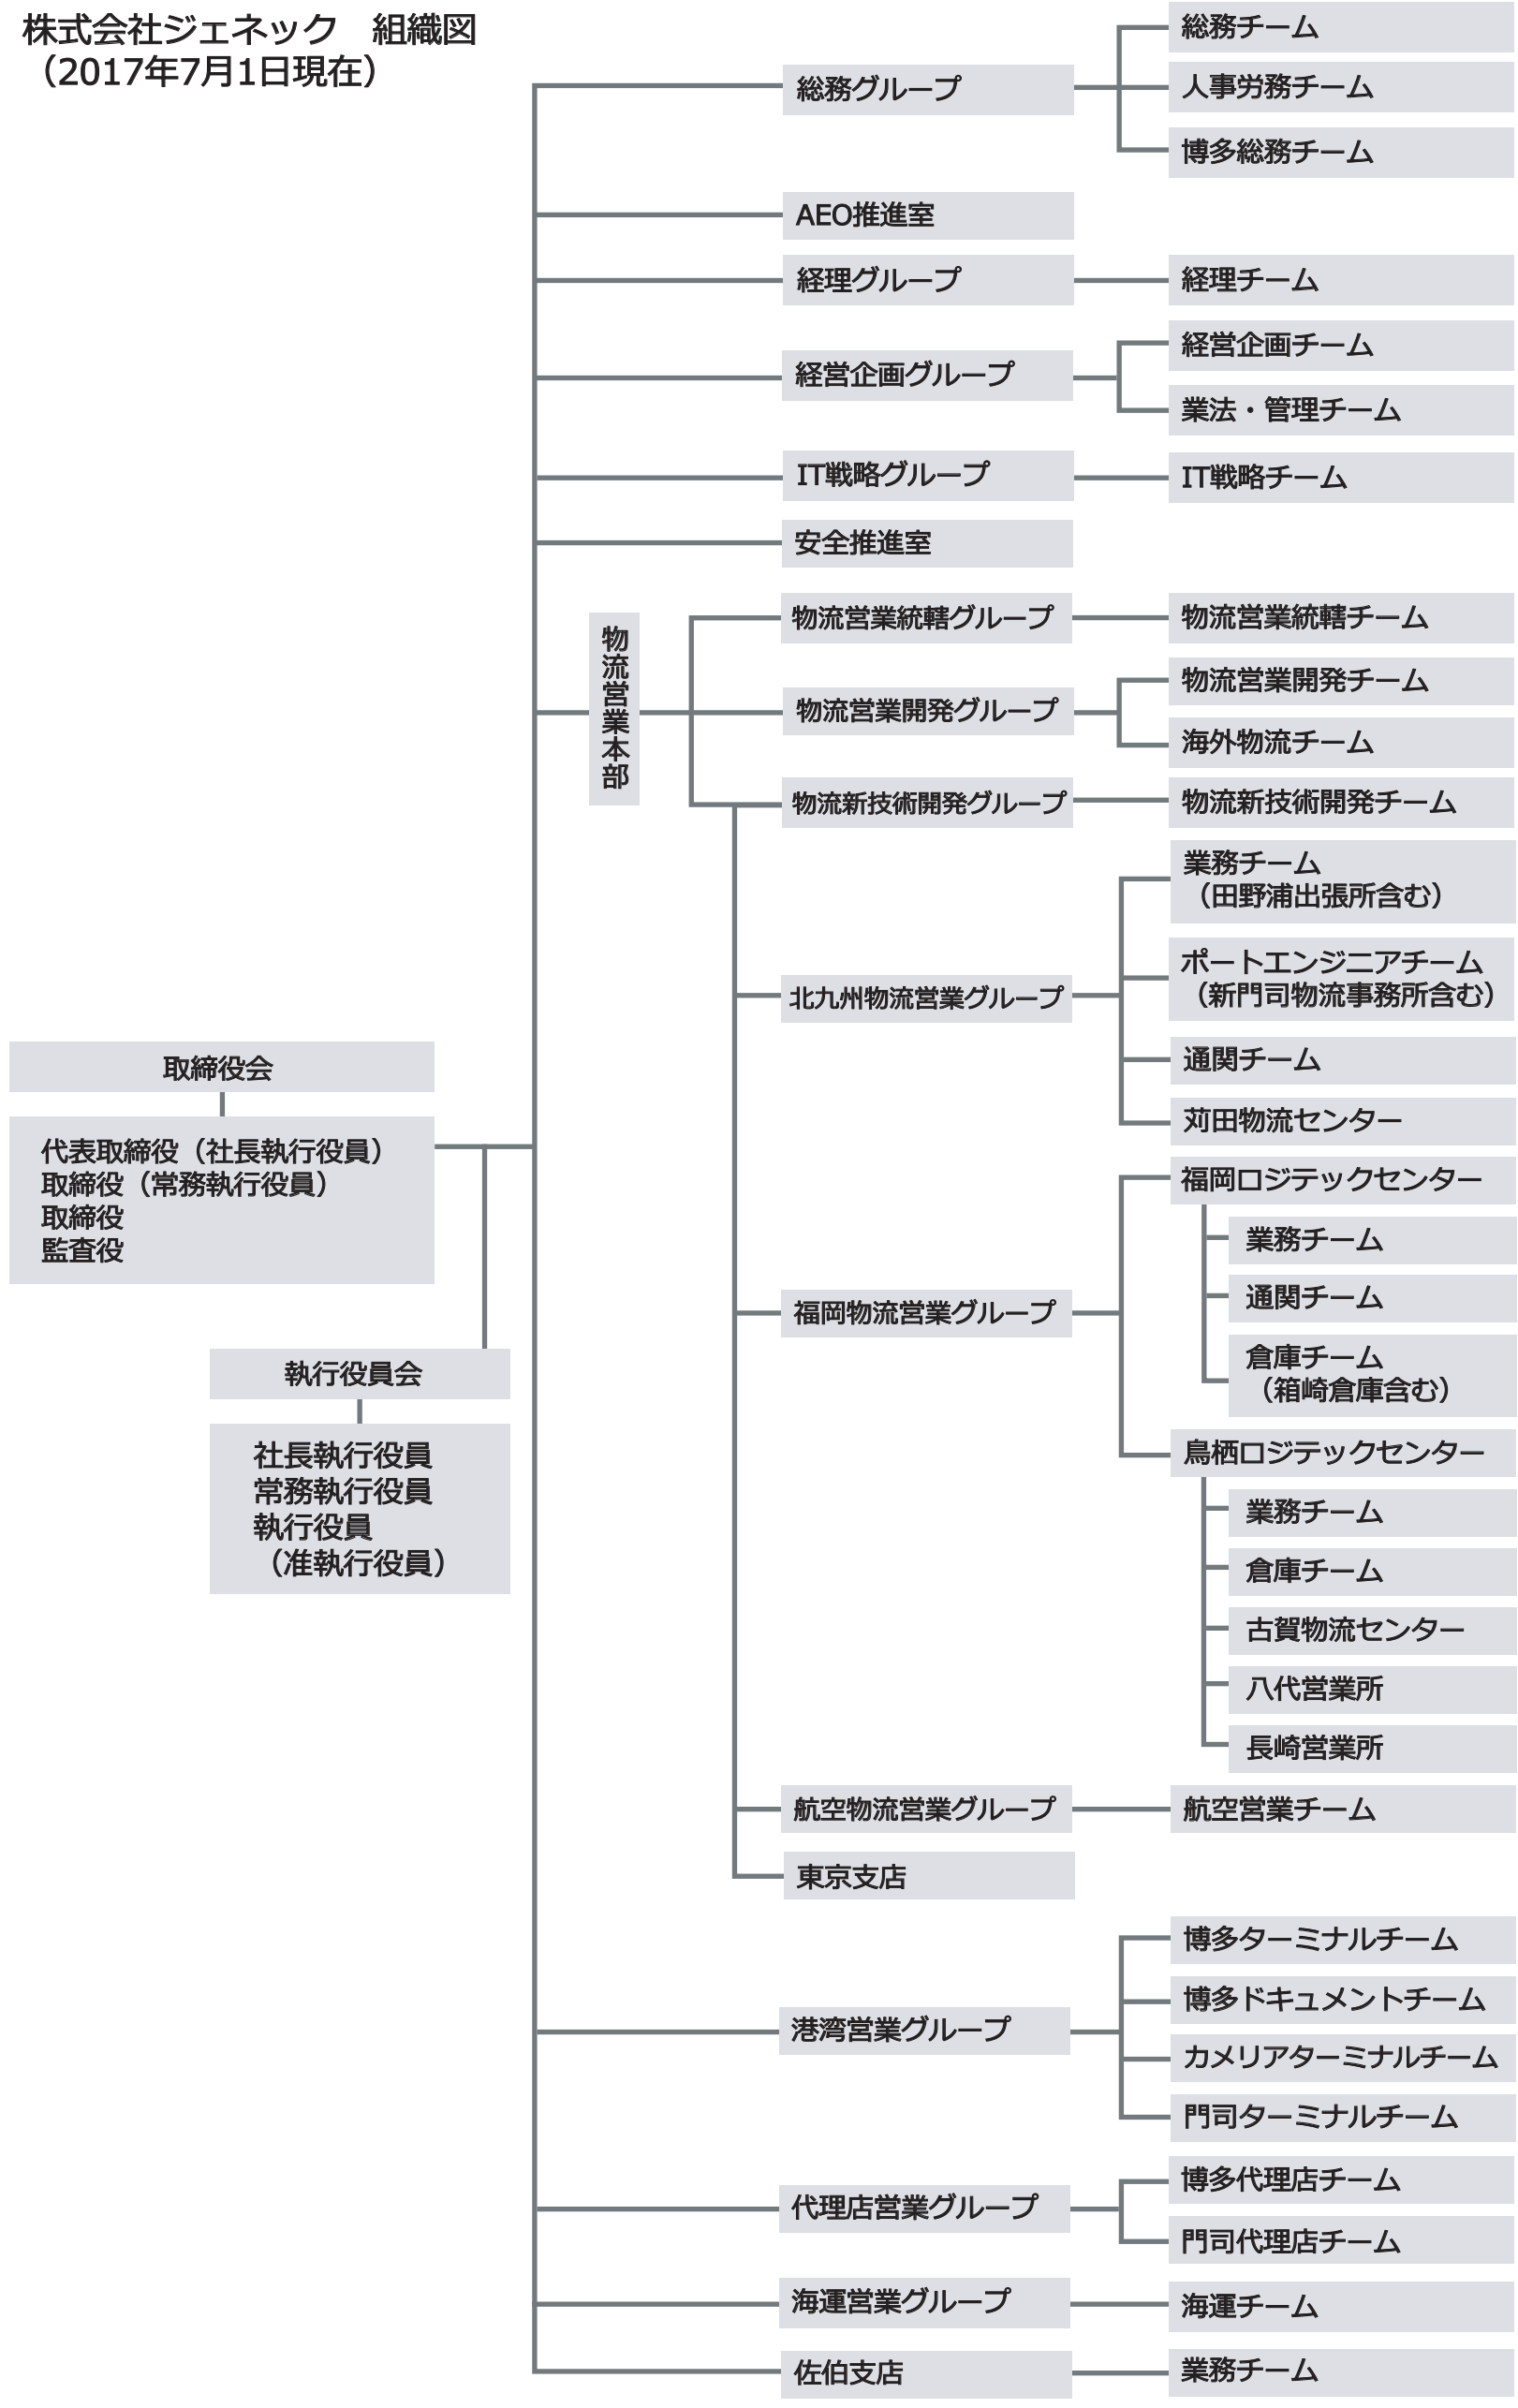 株式会社ジェネック　組織図
（2017年7月1日現在）
総務グループ
総務チーム
人事労務チーム
博多総務チーム
AEO推進室
経理グループ
経理チーム
経営企画グループ
経営企画チーム
業法・管理チーム
IT戦略グループ
IT戦略チーム
安全推進室
物流営業本部
物流営業統轄グループ
物流営業統轄チーム
物流営業開発グループ
物流営業開発チーム
海外物流チーム
物流新技術開発グループ
物流新技術開発チーム
北九州物流営業グループ
業務チーム
（田野浦出張所含む）
ポートエンジニアチーム
（新門司物流事務所含む）
通関チーム
苅田物流センター
福岡物流営業グループ
福岡ロジテックセンター
業務チーム
通関チーム
倉庫チーム
（箱崎倉庫含む）
鳥栖ロジテックセンター
業務チーム
倉庫チーム
古賀物流センター
八代営業所
長崎営業所
航空物流営業グループ
航空営業チーム
東京支店
港湾営業グループ
博多ターミナルチーム
博多ドキュメントチーム
カメリアターミナルチーム
門司ターミナルチーム
代理店営業グループ
博多代理店チーム
門司代理店チーム
海運営業グループ
海運チーム
佐伯支店
業務チーム
取締役会
代表取締役（社長執行役員）
取締役（常務執行役員）
取締役
監査役
執行役員会
社長執行役員
常務執行役員
執行役員
（准執行役員）